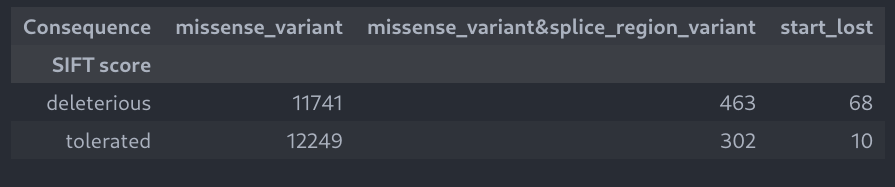 Consequence missense_variant missense_variant&splice_region_variant start_lost
SIFT score
deleterious 11741 463 68
tolerated 12249 302 10